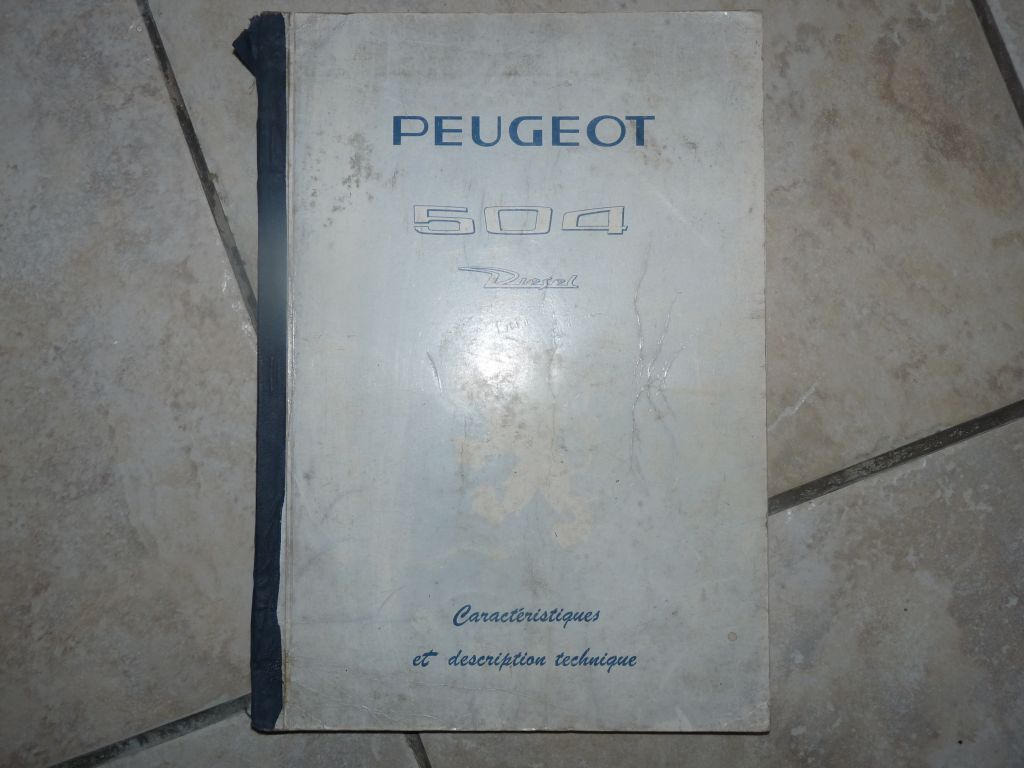 PEUGEOT
504
Diesel
Caractéristiques
et description technique